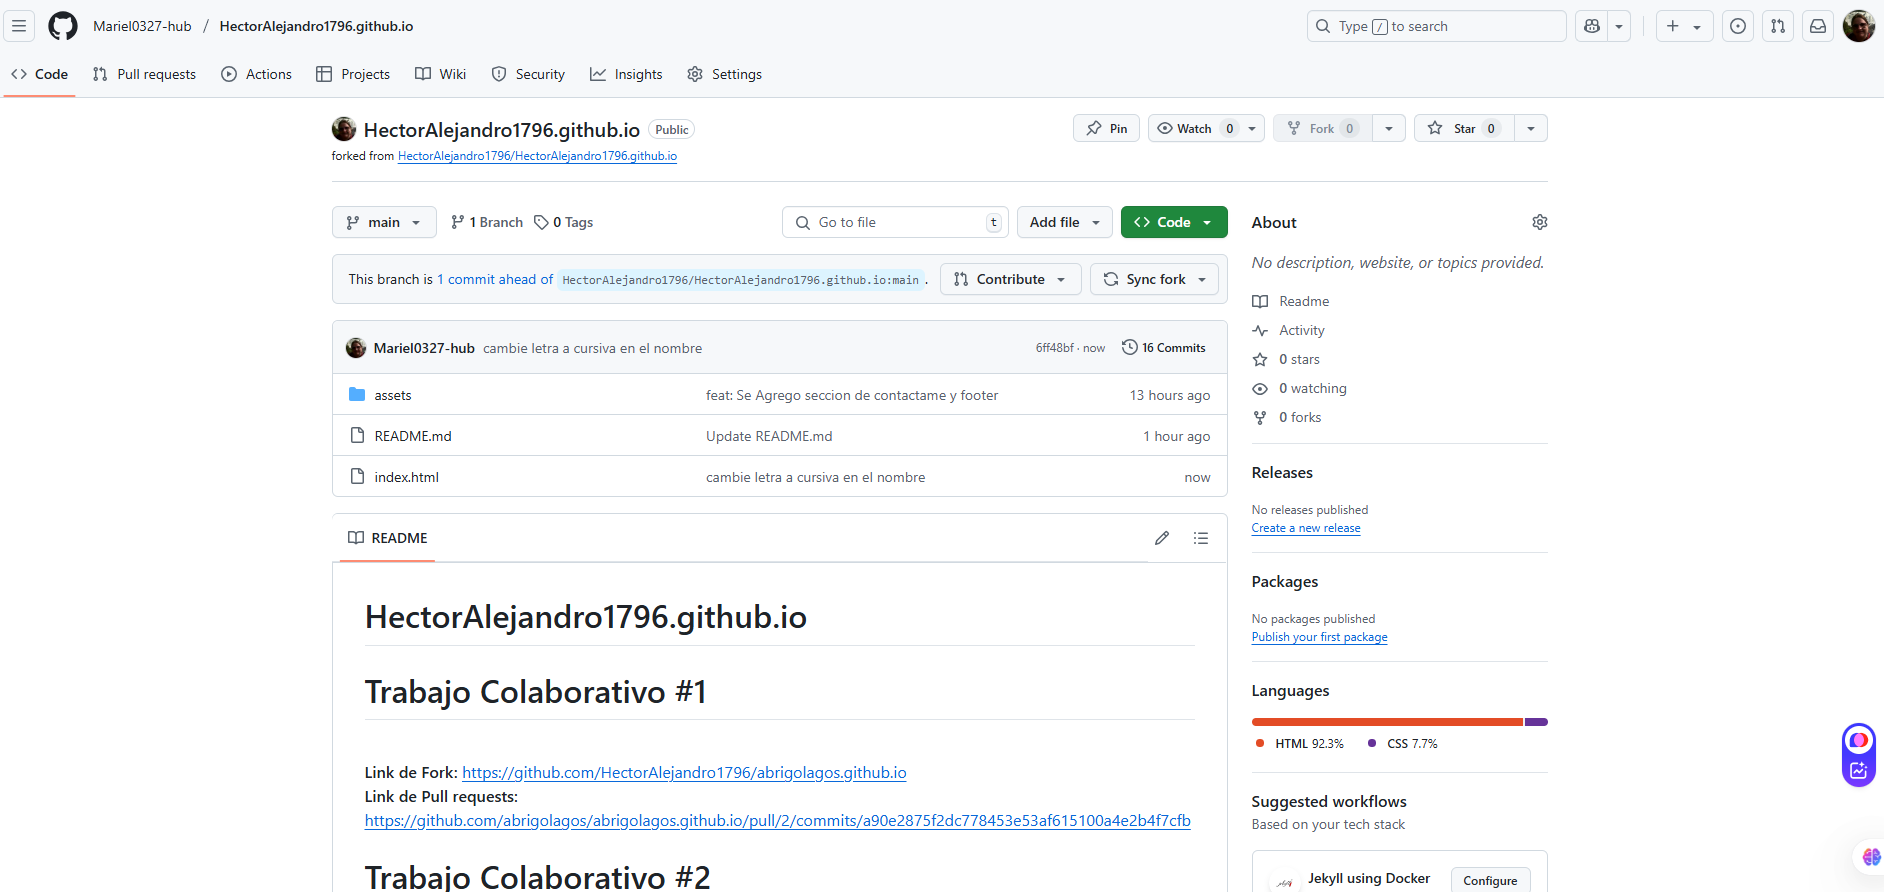 Mariel0327-hub / HectorAlejandro1796.github.io
Type / to search
Code Pull requests Actions Projects Wiki Security Insights Settings
HectorAlejandro1796.github.io Public
Pin Watch 0 Fork 0 Star 0
forked from HectorAlejandro1796/HectorAlejandro1796.github.io
main 1 Branch 0 Tags Go to file t Add file Code
This branch is 1 commit ahead of HectorAlejandro1796/HectorAlejandro1796.github.io:main .
Contribute Sync fork
Mariel0327-hub cambie letra a cursiva en el nombre 6ff48bf · now 16 Commits
assets feat: Se Agrego seccion de contactame y footer 13 hours ago
README.md Update README.md 1 hour ago
index.html cambie letra a cursiva en el nombre now
README
HectorAlejandro1796.github.io
Trabajo Colaborativo #1
Link de Fork: https://github.com/HectorAlejandro1796/abrigolagos.github.io
Link de Pull requests:
https://github.com/abrigolagos/abrigolagos.github.io/pull/2/commits/a90e2875f2dc778453e53af615100a4e2b4f7cfb
Trabajo Colaborativo #2
About
No description, website, or topics provided.
Readme
Activity
0 stars
0 watching
0 forks
Releases
No releases published
Create a new release
Packages
No packages published
Publish your first package
Languages
HTML 92.3% CSS 7.7%
Suggested workflows
Based on your tech stack
Jekyll using Docker Configure